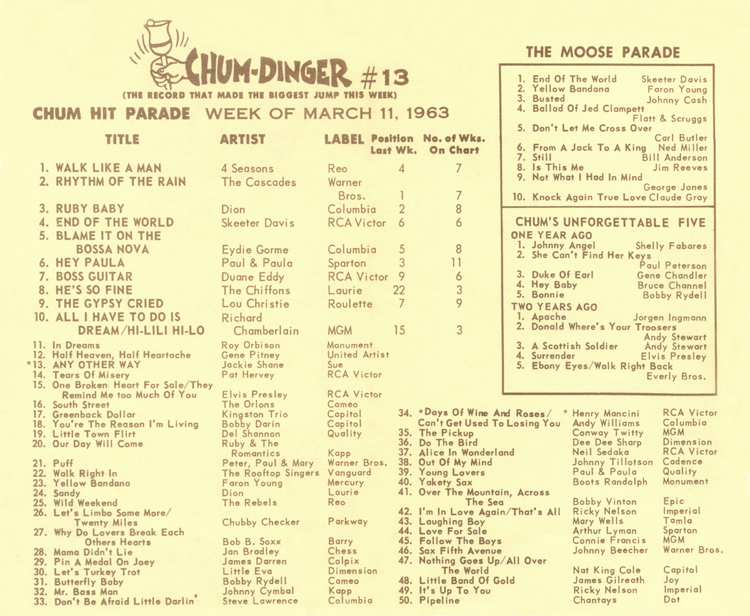 CHUM-DINGER #13
(THE RECORD THAT MADE THE BIGGEST JUMP THIS WEEK)
CHUM HIT PARADE WEEK OF MARCH 11, 1963
TITLE ARTIST LABEL Position Last Wk. No. of Wks. On Chart
1. WALK LIKE A MAN 4 Seasons Reo 4 7
2. RHYTHM OF THE RAIN The Cascades Warner
Bros. 1 7
3. RUBY BABY Dion Columbia 2 8
4. END OF THE WORLD Skeeter Davis RCA Victor 6 6
5. BLAME IT ON THE
BOSSA NOVA Eydie Gorme Columbia 5 8
6. HEY PAULA Paul & Paula Sparton 3 11
7. BOSS GUITAR Duane Eddy RCA Victor 9 6
8. HE'S SO FINE The Chiffons Laurie 22 3
9. THE GYPSY CRIED Lou Christie Roulette 7 9
10. ALL I HAVE TO DO IS Richard
DREAM/HI-LILI HI-LO Chamberlain MGM 15 3
11. In Dreams Roy Orbison Monument
12. Half Heaven, Half Heartache Gene Pitney United Artist
*13. ANY OTHER WAY Jackie Shane Sue
14. Tears Of Misery Pat Hervey RCA Victor
15. One Broken Heart For Sale/They
Remind Me too Much Of You Elvis Presley RCA Victor
16. South Street The Orlons Cameo
17. Greenback Dollar Kingston Trio Capitol
18. You're The Reason I'm Living Bobby Darin Capitol
19. Little Town Flirt Del Shannon Quality
20. Our Day Will Come Ruby & The
Romantics Kapp
21. Puff Peter, Paul & Mary Warner Bros.
22. Walk Right In The Rooftop Singers Vanguard
23. Yellow Bandana Faron Young Mercury
24. Sandy Dion Laurie
25. Wild Weekend The Rebels Reo
26. Let's Limbo Some More/
Twenty Miles Chubby Checker Parkway
27. Why Do Lovers Break Each
Others Hearts Bob B. Soxx Barry
28. Mama Didn't Lie Jan Bradley Chess
29. Pin A Medal On Joey James Darren Colpix
30. Let's Turkey Trot Little Eva Dimension
31. Butterfly Baby Bobby Rydell Cameo
32. Mr. Bass Man Johnny Cymbal Kapp
33. Don't Be Afraid Little Darlin' Steve Lawrence Columbia
34. *Days Of Wine And Roses/ * Henry Mancini RCA Victor
Can't Get Used To Losing You Andy Williams Columbia
35. The Pickup Conway Twitty MGM
36. Do The Bird Dee Dee Sharp Dimension
37. Alice In Wonderland Neil Sedaka RCA Victor
38. Out Of My Mind Johnny Tillotson Cadence
39. Young Lovers Paul & Paula Quality
40. Yakety Sax Boots Randolph Monument
41. Over The Mountain, Across
The Sea Bobby Vinton Epic
42. I'm In Love Again/That's All Ricky Nelson Imperial
43. Laughing Boy Mary Wells Tamla
44. Love For Sale Arthur Lyman Sparton
45. Follow The Boys Connie Francis MGM
46. Sax Fifth Avenue Johnny Beecher Warner Bros.
47. Nothing Goes Up/All Over
The World Nat King Cole Capitol
48. Little Band Of Gold James Gilreath Joy
49. It's Up To You Ricky Nelson Imperial
50. Pipeline Chantays Dot
THE MOOSE PARADE
1. End Of The World Skeeter Davis
2. Yellow Bandana Faron Young
3. Busted Johnny Cash
4. Ballad Of Jed Clampett
Flatt & Scruggs
5. Don't Let Me Cross Over
Carl Butler
6. From A Jack To A King Ned Miller
7. Still Bill Anderson
8. Is This Me Jim Reeves
9. Not What I Had In Mind
George Jones
10. Knock Again True Love Claude Gray
CHUM'S UNFORGETTABLE FIVE
ONE YEAR AGO
1. Johnny Angel Shelly Fabares
2. She Can't Find Her Keys
Paul Peterson
3. Duke Of Earl Gene Chandler
4. Hey Baby Bruce Channel
5. Bonnie Bobby Rydell
TWO YEARS AGO
1. Apache Jorgen Ingmann
2. Donald Where's Your Troosers
Andy Stewart
3. A Scottish Soldier Andy Stewart
4. Surrender Elvis Presley
5. Ebony Eyes/Walk Right Back
Everly Bros.